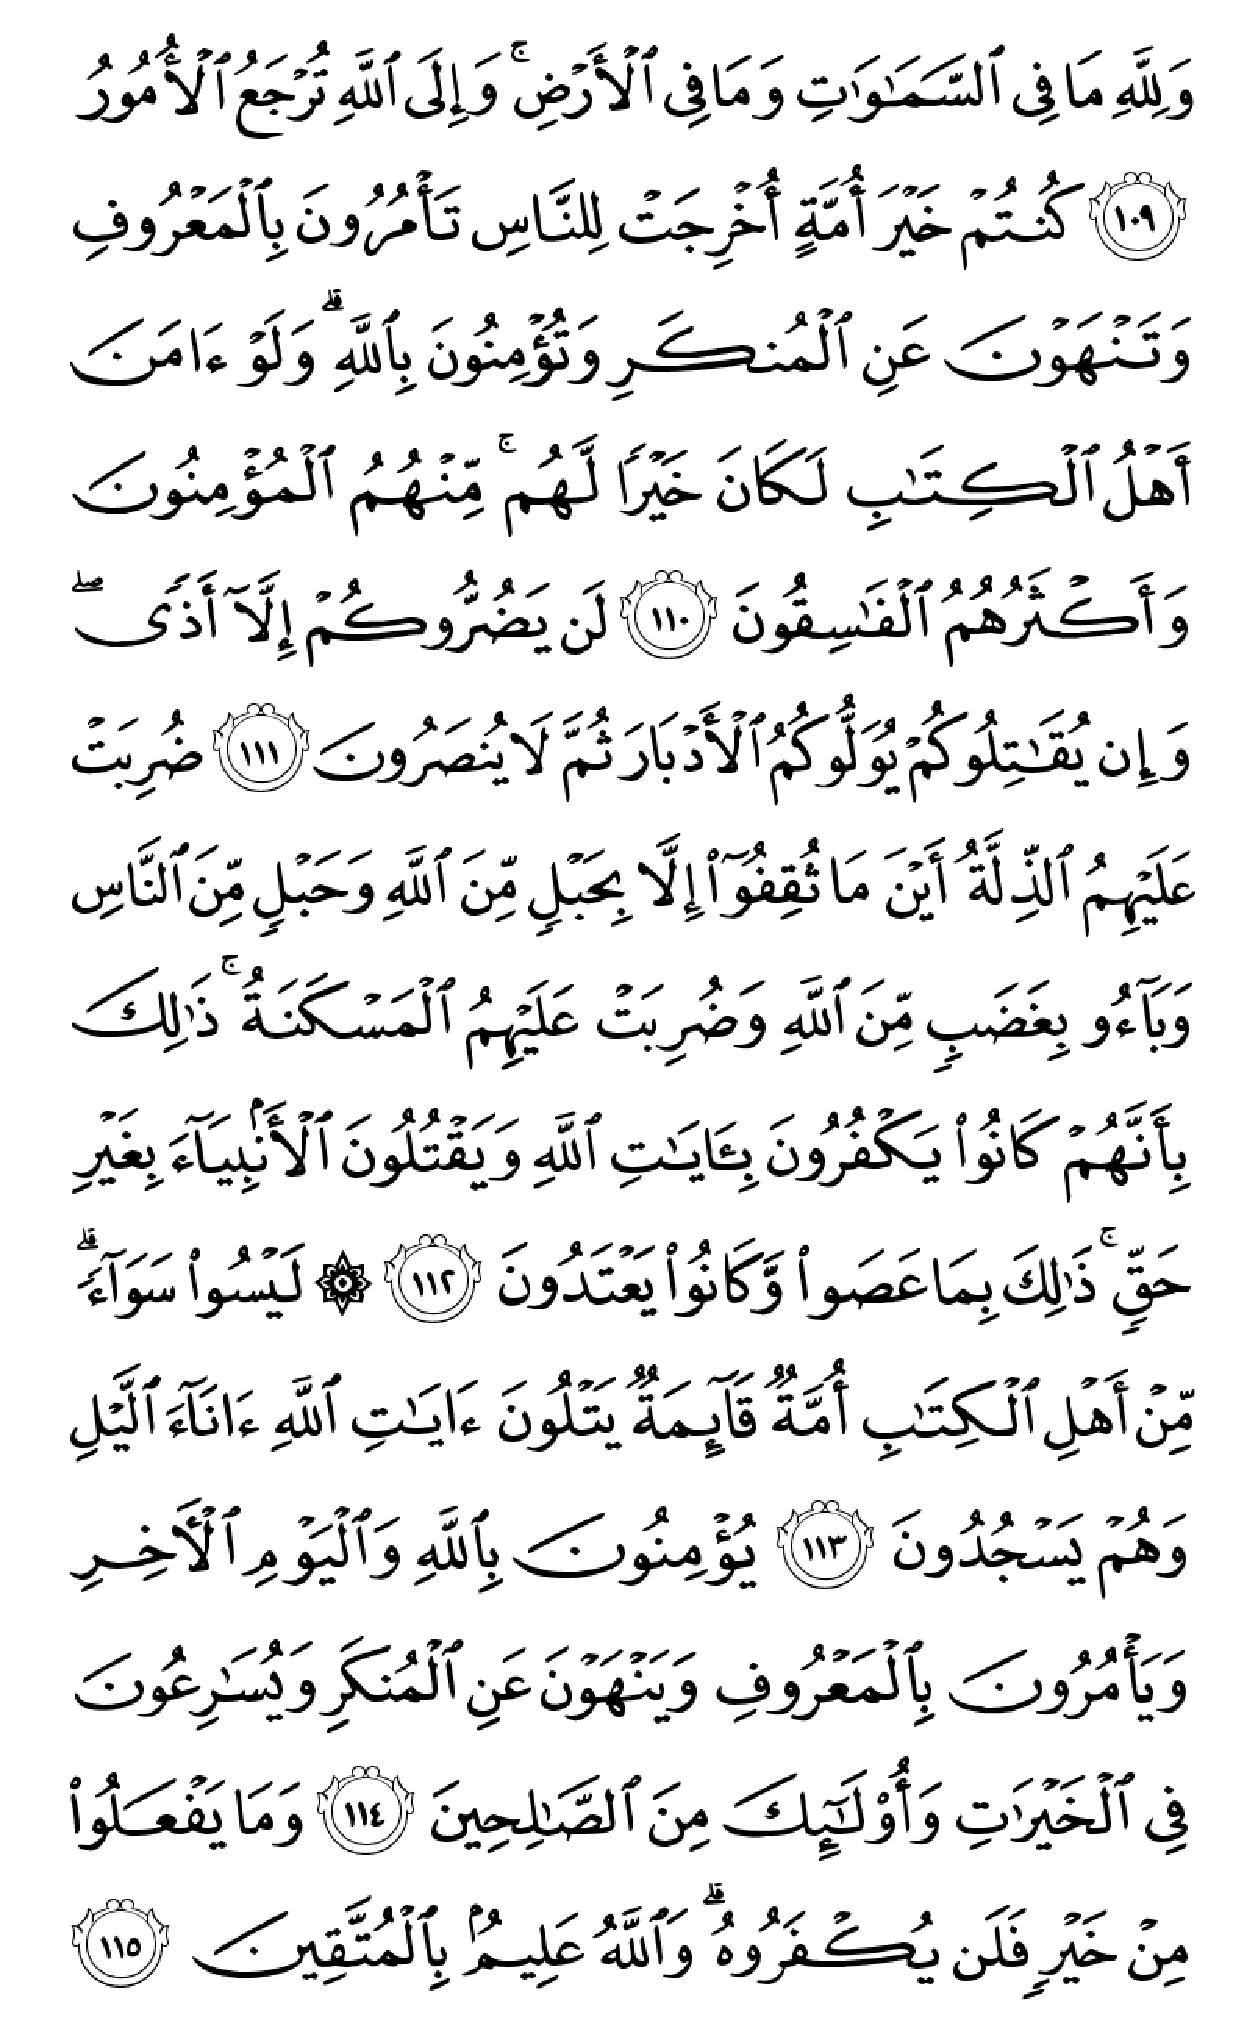 وَلِلَّهِ مَا فِي ٱلسَّمَٰوَٰتِ وَمَا فِي ٱلْأَرْضِ ۚ وَإِلَى ٱللَّهِ تُرْجَعُ ٱلْأُمُورُ
١٠٩ كُنتُمْ خَيْرَ أُمَّةٍ أُخْرِجَتْ لِلنَّاسِ تَأْمُرُونَ بِٱلْمَعْرُوفِ
وَتَنْهَوْنَ عَنِ ٱلْمُنكَرِ وَتُؤْمِنُونَ بِٱللَّهِ ۗ وَلَوْ ءَامَنَ
أَهْلُ ٱلْكِتَٰبِ لَكَانَ خَيْرًا لَّهُم ۚ مِّنْهُمُ ٱلْمُؤْمِنُونَ
وَأَكْثَرُهُمُ ٱلْفَٰسِقُونَ ١١٠ لَن يَضُرُّوكُمْ إِلَّآ أَذًى ۖ
وَإِن يُقَٰتِلُوكُمْ يُوَلُّوكُمُ ٱلْأَدْبَارَ ثُمَّ لَا يُنصَرُونَ ١١١ ضُرِبَتْ
عَلَيْهِمُ ٱلذِّلَّةُ أَيْنَ مَا ثُقِفُوٓا۟ إِلَّا بِحَبْلٍ مِّنَ ٱللَّهِ وَحَبْلٍ مِّنَ ٱلنَّاسِ
وَبَآءُو بِغَضَبٍ مِّنَ ٱللَّهِ وَضُرِبَتْ عَلَيْهِمُ ٱلْمَسْكَنَةُ ۚ ذَٰلِكَ
بِأَنَّهُمْ كَانُوا۟ يَكْفُرُونَ بِـَٔايَٰتِ ٱللَّهِ وَيَقْتُلُونَ ٱلْأَنۢبِيَآءَ بِغَيْرِ
حَقٍّ ۚ ذَٰلِكَ بِمَا عَصَوا۟ وَّكَانُوا۟ يَعْتَدُونَ ١١٢ ۞ لَيْسُوا۟ سَوَآءً ۗ
مِّنْ أَهْلِ ٱلْكِتَٰبِ أُمَّةٌ قَآئِمَةٌ يَتْلُونَ ءَايَٰتِ ٱللَّهِ ءَانَآءَ ٱلَّيْلِ
وَهُمْ يَسْجُدُونَ ١١٣ يُؤْمِنُونَ بِٱللَّهِ وَٱلْيَوْمِ ٱلْـَٔاخِرِ
وَيَأْمُرُونَ بِٱلْمَعْرُوفِ وَيَنْهَوْنَ عَنِ ٱلْمُنكَرِ وَيُسَٰرِعُونَ
فِي ٱلْخَيْرَٰتِ وَأُو۟لَٰٓئِكَ مِنَ ٱلصَّٰلِحِينَ ١١٤ وَمَا يَفْعَلُوا۟
مِنْ خَيْرٍ فَلَن يُكْفَرُوهُ ۗ وَٱللَّهُ عَلِيمٌۢ بِٱلْمُتَّقِينَ ١١٥